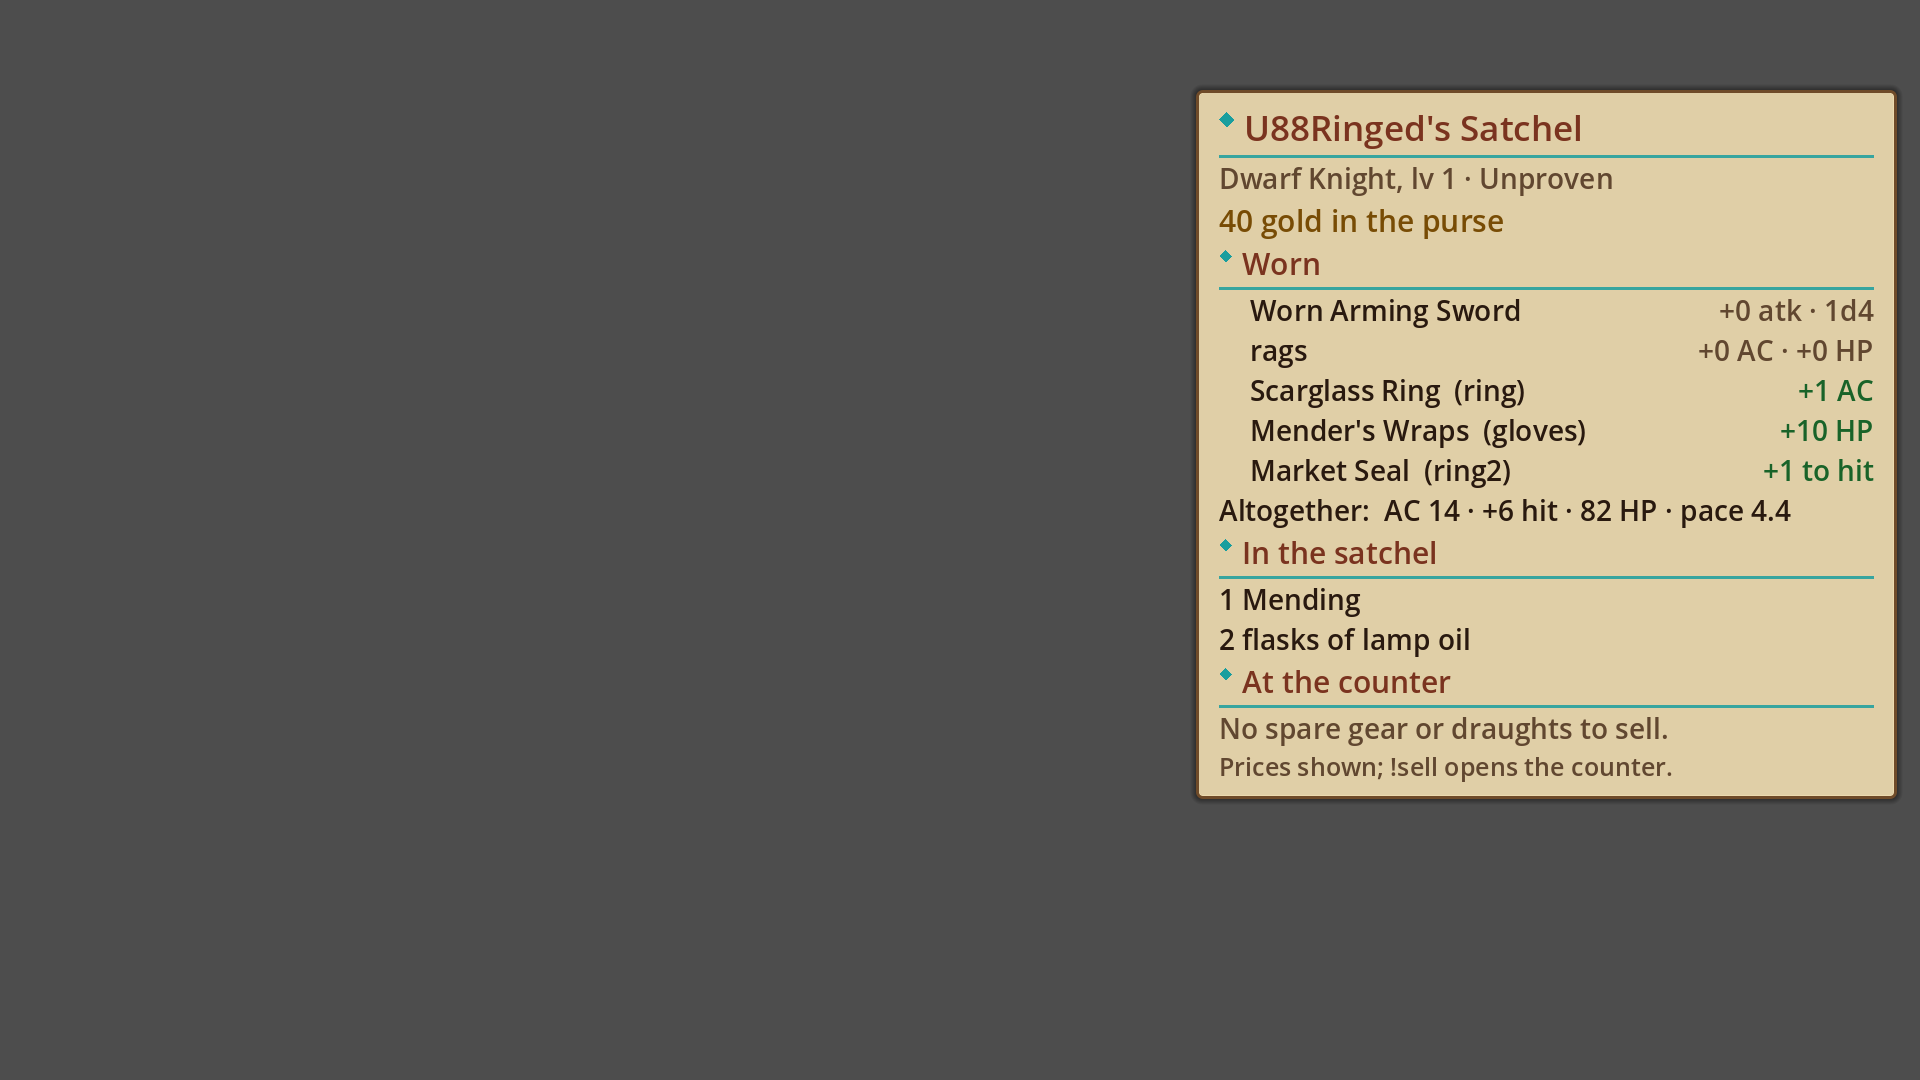 U88Ringed's Satchel
Dwarf Knight, lv 1 · Unproven
40 gold in the purse
Worn
Worn Arming Sword +0 atk · 1d4
rags +0 AC · +0 HP
Scarglass Ring (ring) +1 AC
Mender's Wraps (gloves) +10 HP
Market Seal (ring2) +1 to hit
Altogether: AC 14 · +6 hit · 82 HP · pace 4.4
In the satchel
1 Mending
2 flasks of lamp oil
At the counter
No spare gear or draughts to sell.
Prices shown; !sell opens the counter.